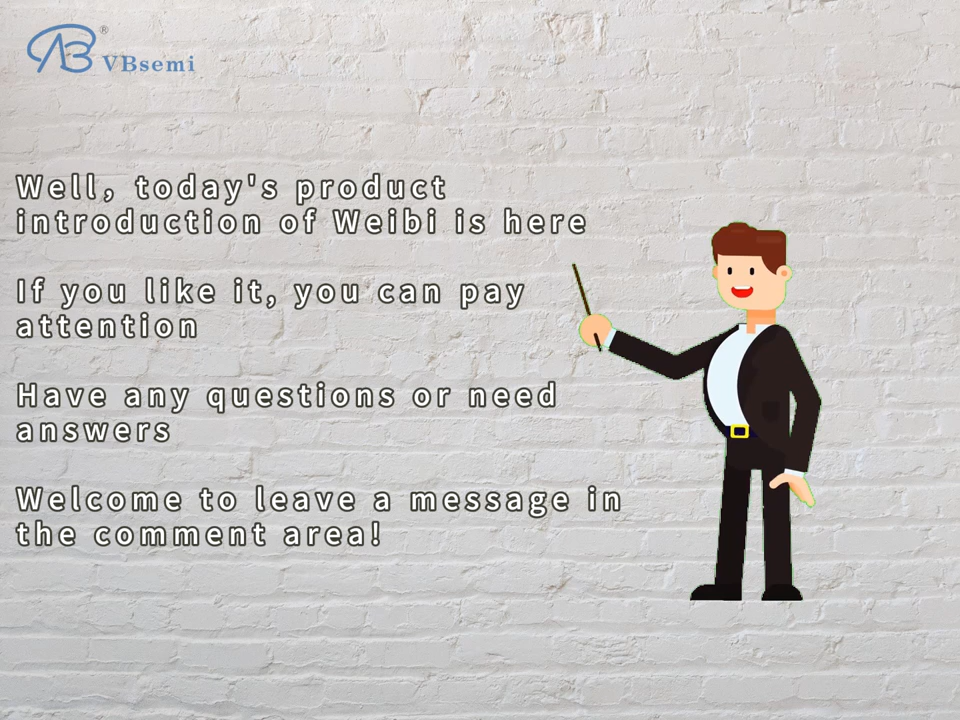 VBsemi
Well, today's product
introduction of Weibi is here
If you like it, you can pay
attention
Have any questions or need
answers
Welcome to leave a message in
the comment area!